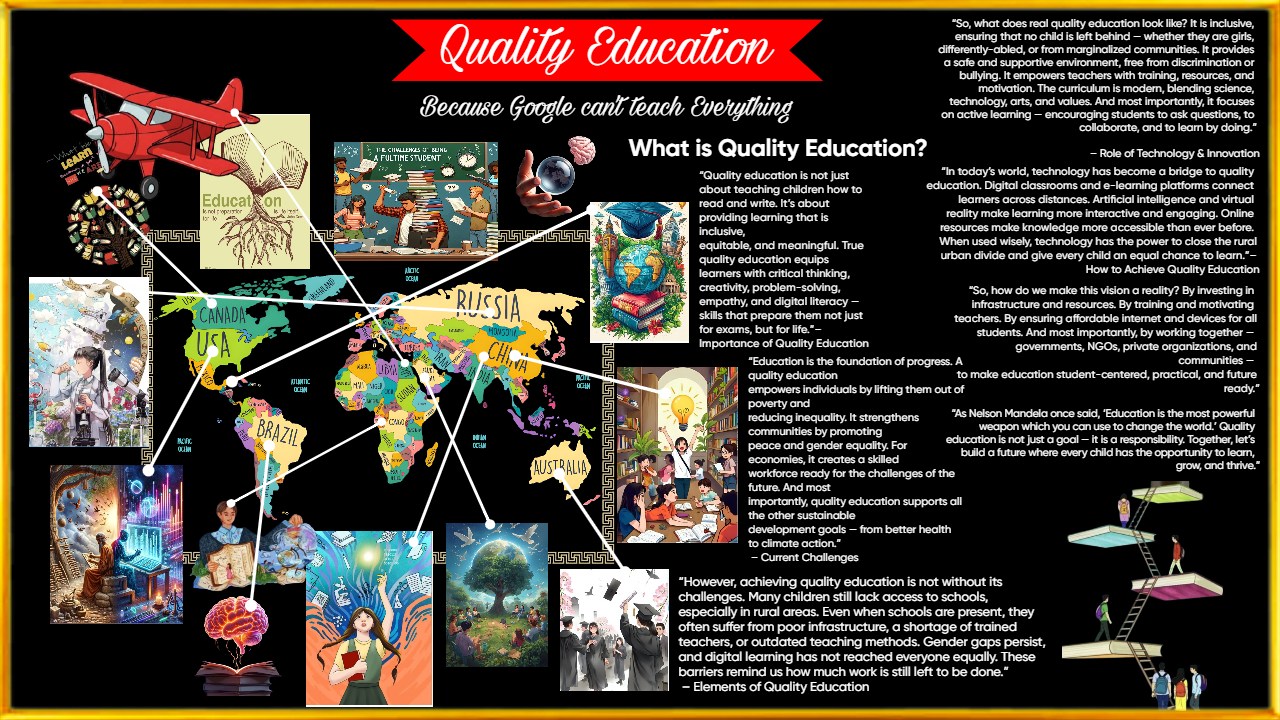 Quality Education
Because Google can't teach Everything
What is Quality Education?
"Quality education is not just
about teaching children how to
read and write. It's about
providing learning that is
inclusive,
equitable, and meaningful. True
quality education equips
learners with critical thinking,
creativity, problem-solving,
empathy, and digital literacy —
skills that prepare them not just
for exams, but for life."–
Importance of Quality Education
"Education is the foundation of progress. A
quality education
empowers individuals by lifting them out of
poverty and
reducing inequality. It strengthens
communities by promoting
peace and gender equality. For
economies, it creates a skilled
workforce ready for the challenges of the
future. And most
importantly, quality education supports all
the other sustainable
development goals — from better health
to climate action."
– Current Challenges
"However, achieving quality education is not without its
challenges. Many children still lack access to schools,
especially in rural areas. Even when schools are present, they
often suffer from poor infrastructure, a shortage of trained
teachers, or outdated teaching methods. Gender gaps persist,
and digital learning has not reached everyone equally. These
barriers remind us how much work is still left to be done."
– Elements of Quality Education
"So, what does real quality education look like? It is inclusive,
ensuring that no child is left behind — whether they are girls,
differently-abled, or from marginalized communities. It provides
a safe and supportive environment, free from discrimination or
bullying. It empowers teachers with training, resources, and
motivation. The curriculum is modern, blending science,
technology, arts, and values. And most importantly, it focuses
on active learning — encouraging students to ask questions, to
collaborate, and to learn by doing."
– Role of Technology & Innovation
"In today's world, technology has become a bridge to quality
education. Digital classrooms and e-learning platforms connect
learners across distances. Artificial intelligence and virtual
reality make learning more interactive and engaging. Online
resources make knowledge more accessible than ever before.
When used wisely, technology has the power to close the rural
urban divide and give every child an equal chance to learn."–
How to Achieve Quality Education
"So, how do we make this vision a reality? By investing in
infrastructure and resources. By training and motivating
teachers. By ensuring affordable internet and devices for all
students. And most importantly, by working together —
governments, NGOs, private organizations, and
communities —
to make education student-centered, practical, and future
ready."
"As Nelson Mandela once said, 'Education is the most powerful
weapon which you can use to change the world.' Quality
education is not just a goal — it is a responsibility. Together, let's
build a future where every child has the opportunity to learn,
grow, and thrive."
LEARN
Education
is not preparation
for life
THE CHALLENGES OF BEING
A FULTIME STUDENT
ARCTIC
OCEAN
GREENLAND
USA
CANADA
USA
RUSSIA
MONGOLIA
CHINA
ATLANTIC
OCEAN
PACIFIC
OCEAN
BRAZIL
LIBYA
CONGO
INDIAN
OCEAN
AUSTRALIA
PACIFIC
OCEAN